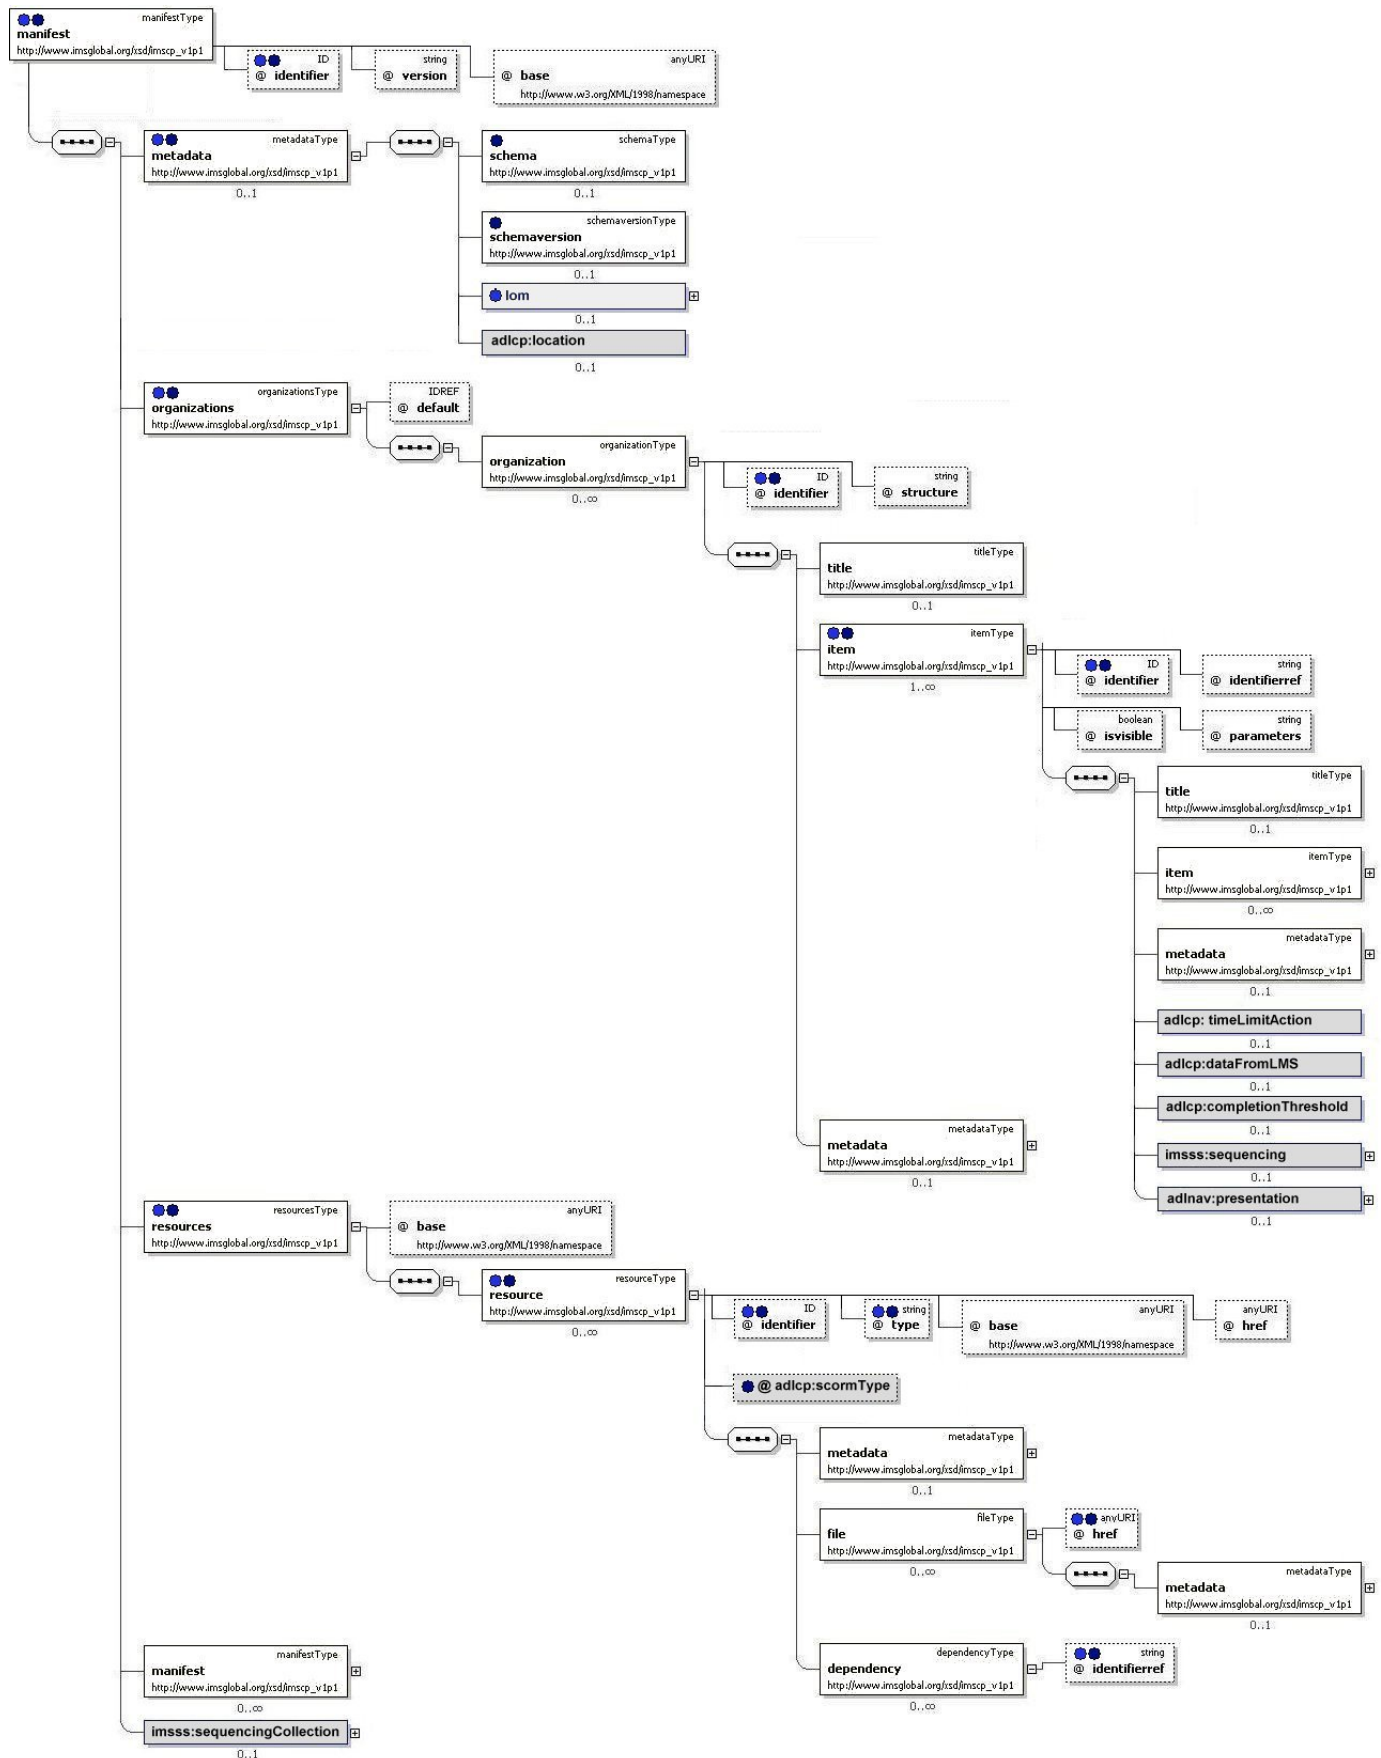 manifestType
manifest
http://www.imsglobal.org/xsd/imscp_v1p1
ID
@ identifier
string
@ version
anyURI
@ base
http://www.w3.org/XML/1998/namespace
metadataType
metadata
http://www.imsglobal.org/xsd/imscp_v1p1
0..1
schemaType
schema
http://www.imsglobal.org/xsd/imscp_v1p1
0..1
schemaversionType
schemaversion
http://www.imsglobal.org/xsd/imscp_v1p1
0..1
lom
0..1
adlcp:location
0..1
organizationsType
organizations
http://www.imsglobal.org/xsd/imscp_v1p1
IDREF
@ default
organizationType
organization
http://www.imsglobal.org/xsd/imscp_v1p1
0..∞
ID
@ identifier
string
@ structure
titleType
title
http://www.imsglobal.org/xsd/imscp_v1p1
0..1
itemType
item
http://www.imsglobal.org/xsd/imscp_v1p1
1..∞
ID
@ identifier
string
@ identifierref
boolean
@ isvisible
string
@ parameters
titleType
title
http://www.imsglobal.org/xsd/imscp_v1p1
0..1
itemType
item
http://www.imsglobal.org/xsd/imscp_v1p1
0..∞
metadataType
metadata
http://www.imsglobal.org/xsd/imscp_v1p1
0..1
adlcp: timeLimitAction
0..1
adlcp:dataFromLMS
0..1
adlcp:completionThreshold
0..1
imsss:sequencing
0..1
adlnav:presentation
0..1
metadataType
metadata
http://www.imsglobal.org/xsd/imscp_v1p1
0..1
resourcesType
resources
http://www.imsglobal.org/xsd/imscp_v1p1
anyURI
@ base
http://www.w3.org/XML/1998/namespace
resourceType
resource
http://www.imsglobal.org/xsd/imscp_v1p1
0..∞
ID
@ identifier
string
@ type
anyURI
@ base
http://www.w3.org/XML/1998/namespace
anyURI
@ href
@ adlcp:scormType
metadataType
metadata
http://www.imsglobal.org/xsd/imscp_v1p1
0..1
fileType
file
http://www.imsglobal.org/xsd/imscp_v1p1
0..∞
anyURI
@ href
metadataType
metadata
http://www.imsglobal.org/xsd/imscp_v1p1
0..1
dependencyType
dependency
http://www.imsglobal.org/xsd/imscp_v1p1
0..∞
string
@ identifierref
manifestType
manifest
http://www.imsglobal.org/xsd/imscp_v1p1
0..∞
imsss:sequencingCollection
0..1